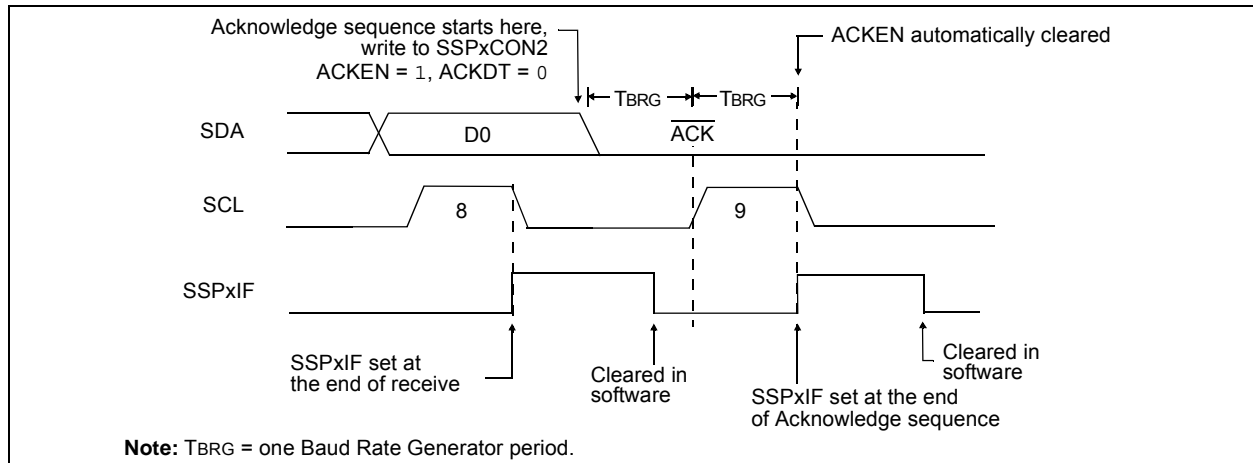 Acknowledge sequence starts here,
write to SSPxCON2
ACKEN = 1, ACKDT = 0
ACKEN automatically cleared
TBRG
TBRG
SDA
D0
ACK
SCL
8
9
SSPxIF
SSPxIF set at
the end of receive
Cleared in
software
SSPxIF set at the end
of Acknowledge sequence
Cleared in
software
Note: TBRG = one Baud Rate Generator period.